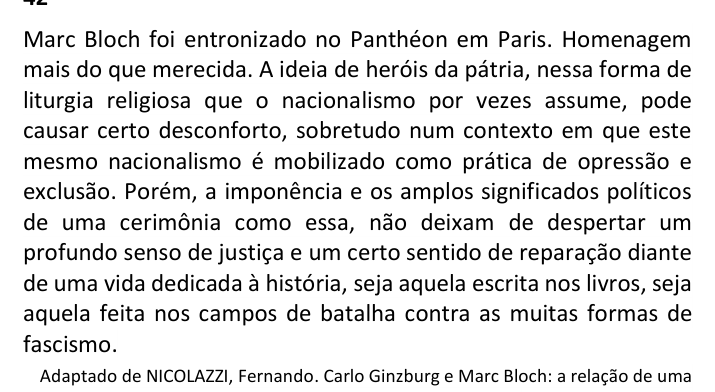 42
Marc Bloch foi entronizado no Panthéon em Paris. Homenagem
mais do que merecida. A ideia de heróis da pátria, nessa forma de
liturgia religiosa que o nacionalismo por vezes assume, pode
causar certo desconforto, sobretudo num contexto em que este
mesmo nacionalismo é mobilizado como prática de opressão e
exclusão. Porém, a imponência e os amplos significados políticos
de uma cerimônia como essa, não deixam de despertar um
profundo senso de justiça e um certo sentido de reparação diante
de uma vida dedicada à história, seja aquela escrita nos livros, seja
aquela feita nos campos de batalha contra as muitas formas de
fascismo.
Adaptado de NICOLAZZI, Fernando. Carlo Ginzburg e Marc Bloch: a relação de uma